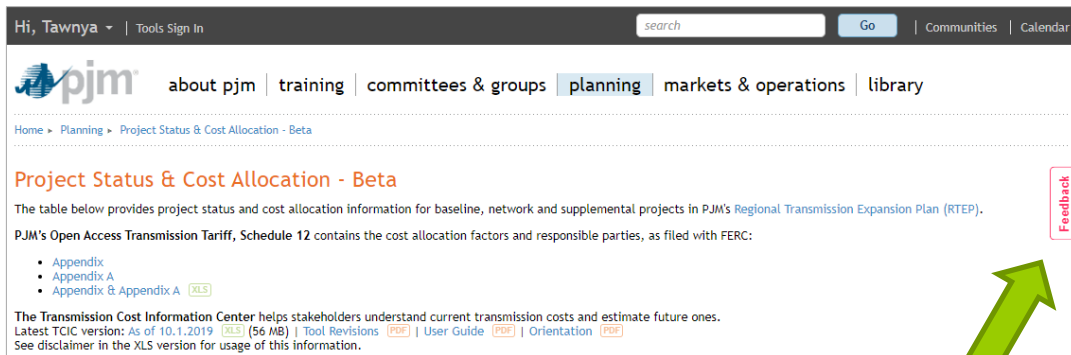 Hi, Tawnya | Tools Sign In search Go | Communities | Calendar
pjm about pjm | training | committees & groups | planning | markets & operations | library
Home ▸ Planning ▸ Project Status & Cost Allocation - Beta
Project Status & Cost Allocation - Beta
The table below provides project status and cost allocation information for baseline, network and supplemental projects in PJM's Regional Transmission Expansion Plan (RTEP).
PJM's Open Access Transmission Tariff, Schedule 12 contains the cost allocation factors and responsible parties, as filed with FERC:
• Appendix
• Appendix A
• Appendix & Appendix A XLS
The Transmission Cost Information Center helps stakeholders understand current transmission costs and estimate future ones.
Latest TCIC version: As of 10.1.2019 XLS (56 MB) | Tool Revisions PDF | User Guide PDF | Orientation PDF
See disclaimer in the XLS version for usage of this information.
Feedback